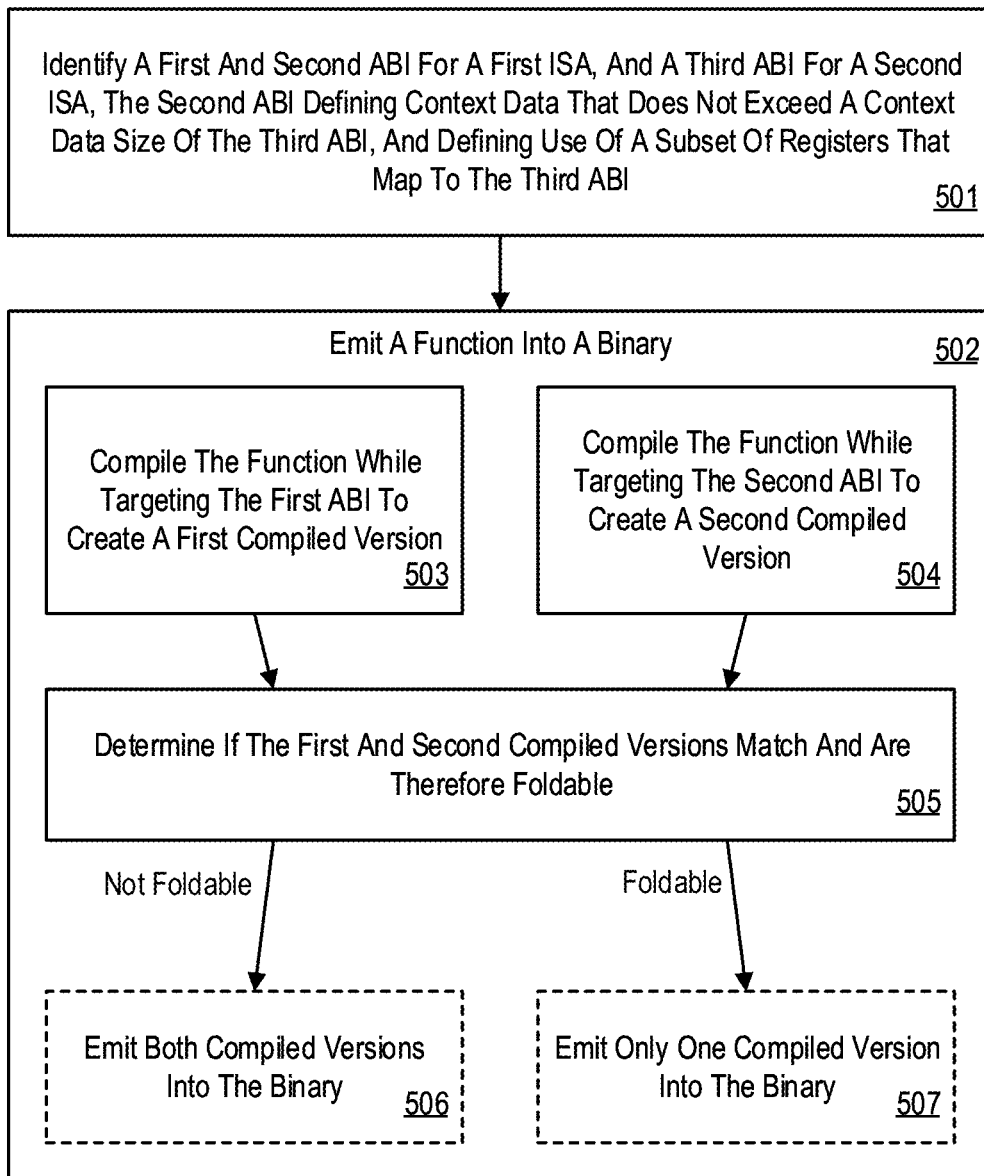 Identify A First And Second ABI For A First ISA, And A Third ABI For A Second
ISA, The Second ABI Defining Context Data That Does Not Exceed A Context
Data Size Of The Third ABI, And Defining Use Of A Subset Of Registers That
Map To The Third ABI
501
Emit A Function Into A Binary
502
Compile The Function While
Targeting The First ABI To
Create A First Compiled Version
503
Compile The Function While
Targeting The Second ABI To
Create A Second Compiled
Version
504
Determine If The First And Second Compiled Versions Match And Are
Therefore Foldable
505
Not Foldable
Foldable
Emit Both Compiled Versions
Into The Binary
506
Emit Only One Compiled Version
Into The Binary
507